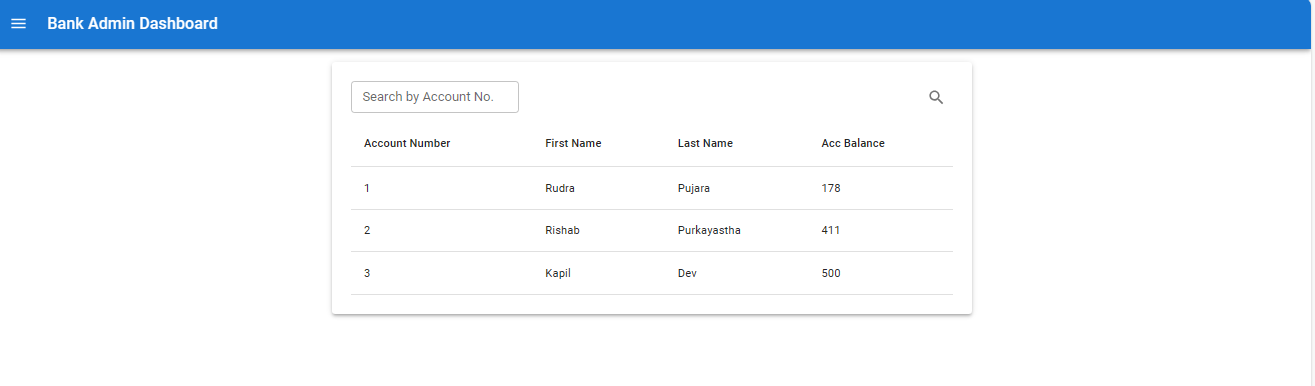 Bank Admin Dashboard
Search by Account No.
Account Number First Name Last Name Acc Balance
1 Rudra Pujara 178
2 Rishab Purkayastha 411
3 Kapil Dev 500